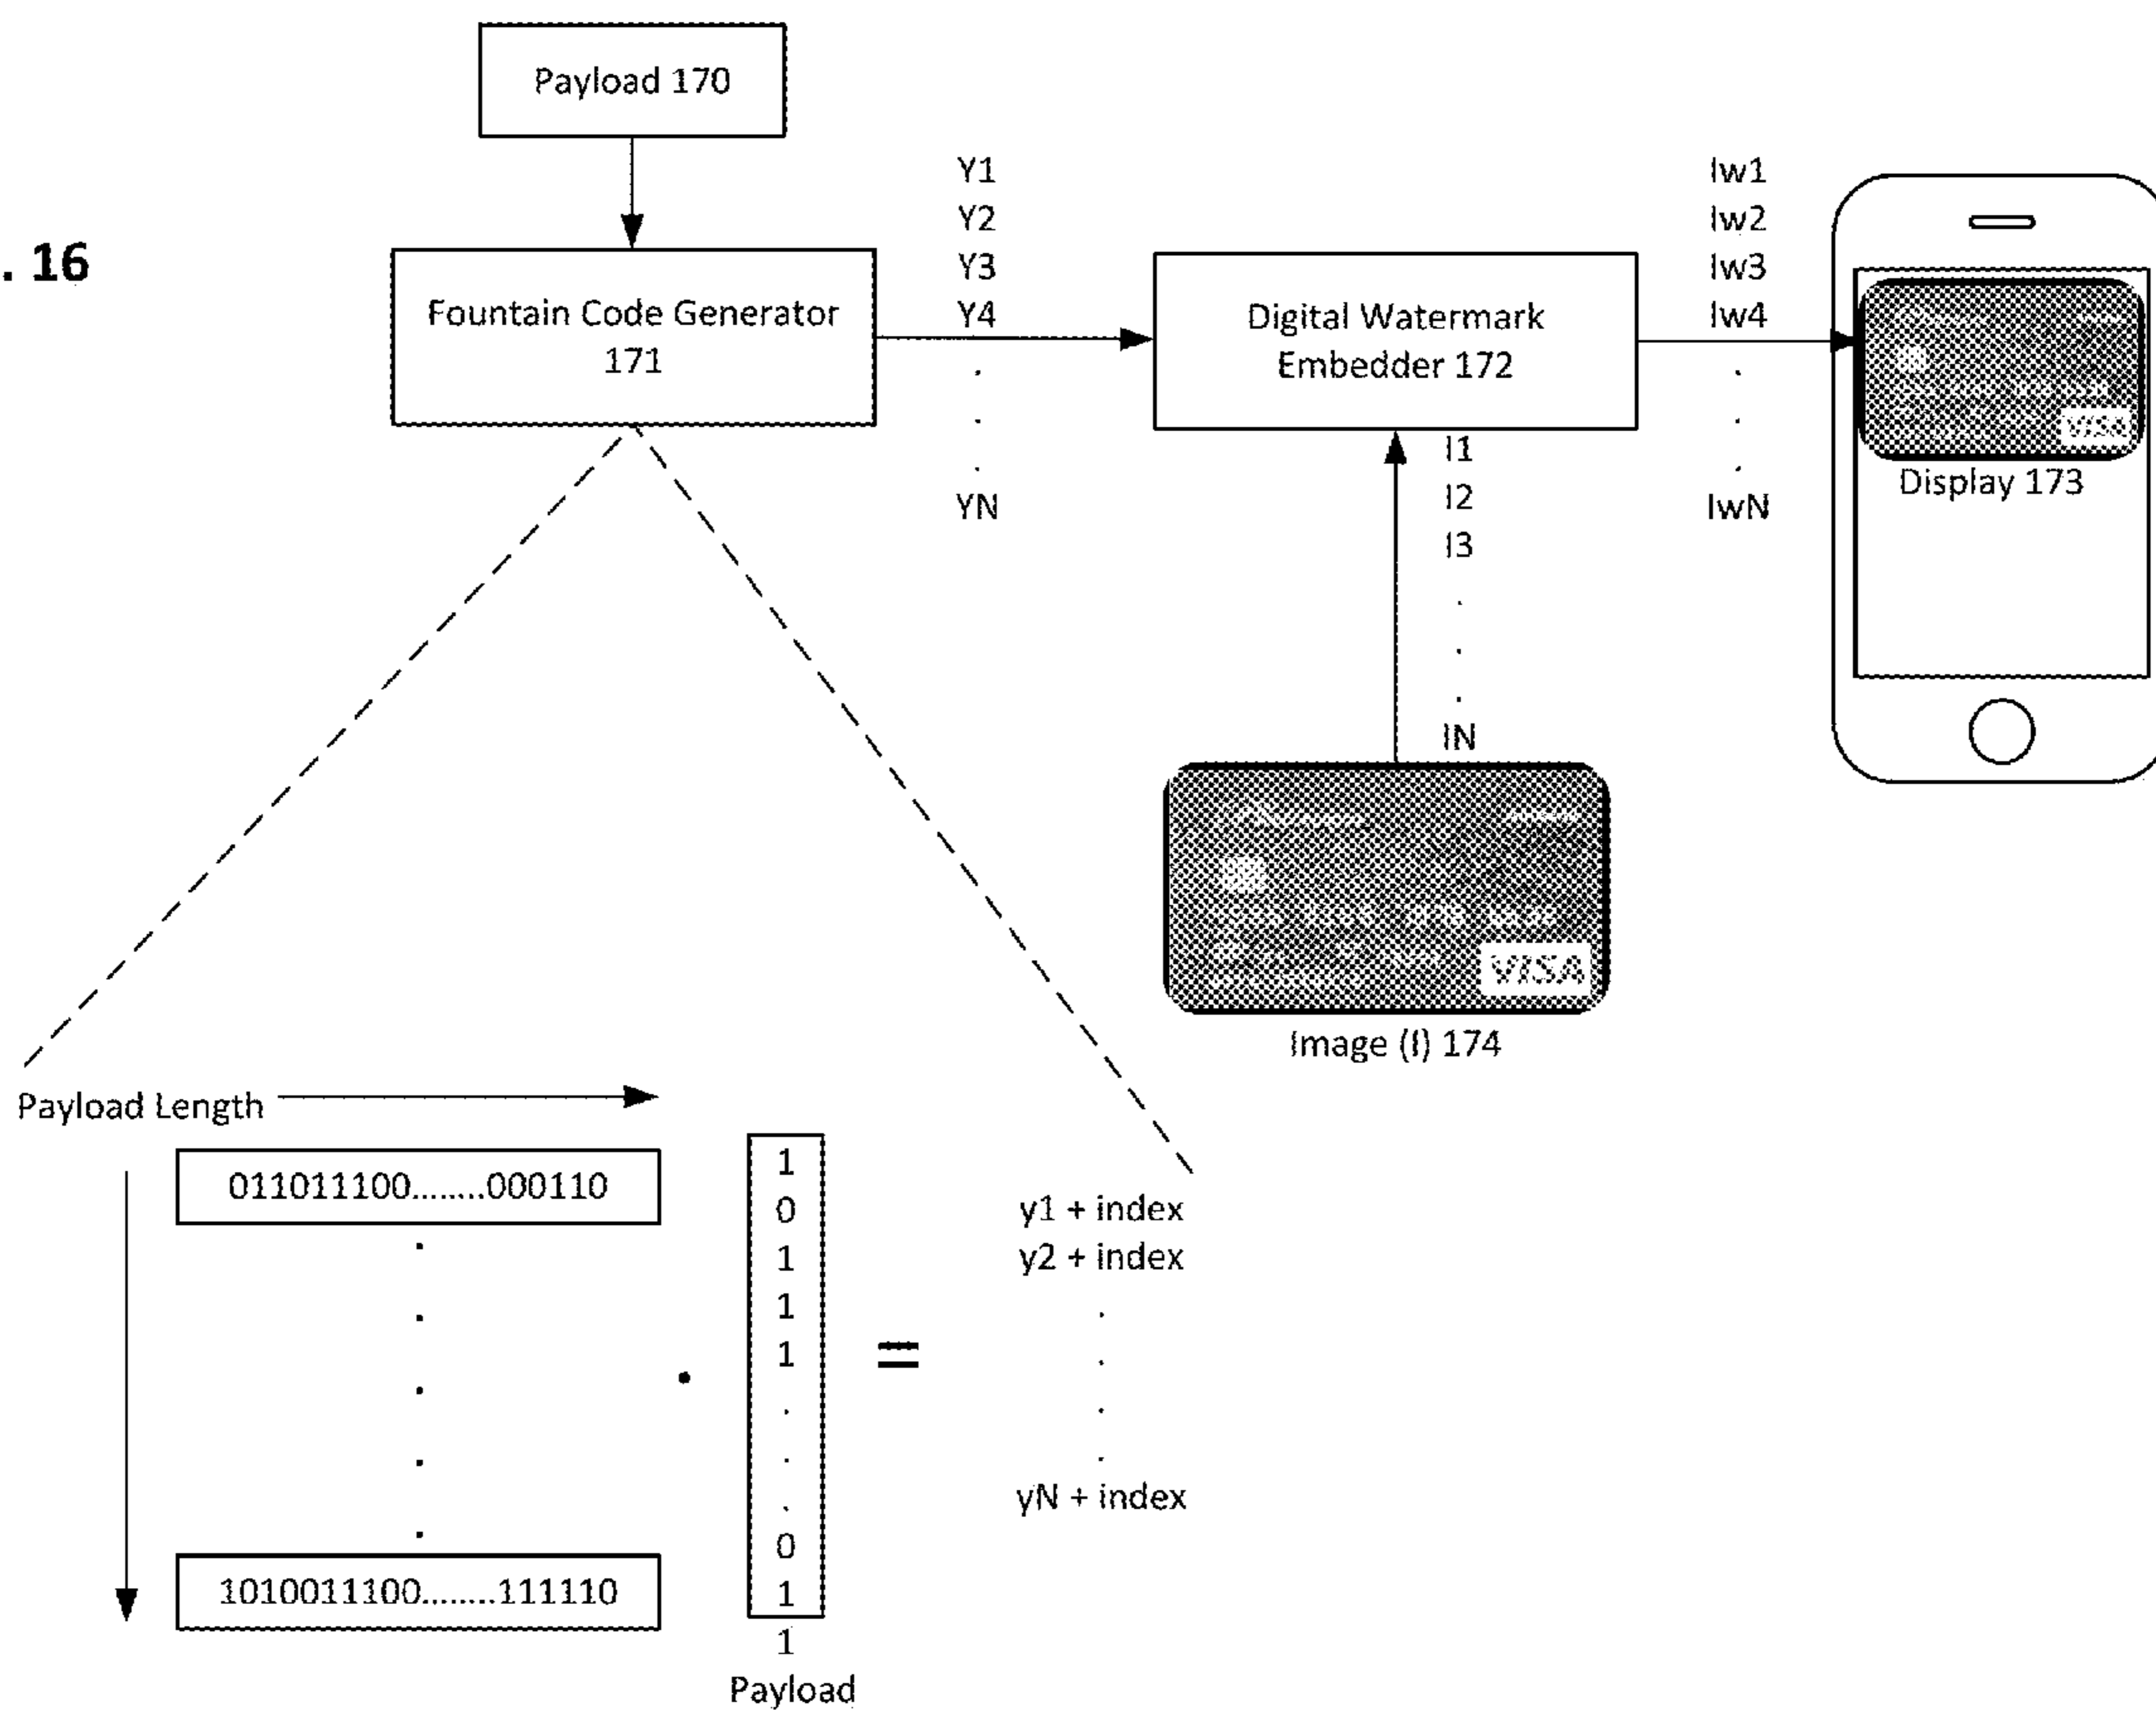 . 16
Payload 170
Fountain Code Generator
171
Y1
Y2
Y3
Y4
.
.
.
YN
Digital Watermark
Embedder 172
Iw1
Iw2
Iw3
Iw4
.
.
.
IwN
VISA
Display 173
I1
I2
I3
.
.
.
IN
VISA
Image (I) 174
Payload Length
011011100........000110
.
.
.
.
.
1010011100........111110
.
1
0
1
1
1
.
.
.
0
1
1
Payload
=
y1 + index
y2 + index
.
.
.
.
yN + index